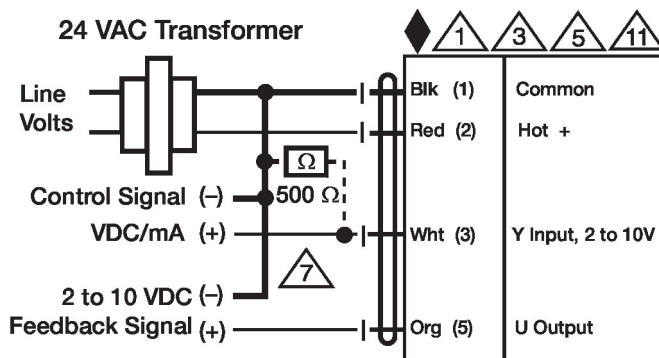 24 VAC Transformer
1 3 5 11
Line
Volts
Blk (1) Common
Red (2) Hot +
Ω
500 Ω
Control Signal (-)
VDC/mA (+)
Wht (3) Y Input, 2 to 10V
7
2 to 10 VDC (-)
Feedback Signal (+)
Org (5) U Output